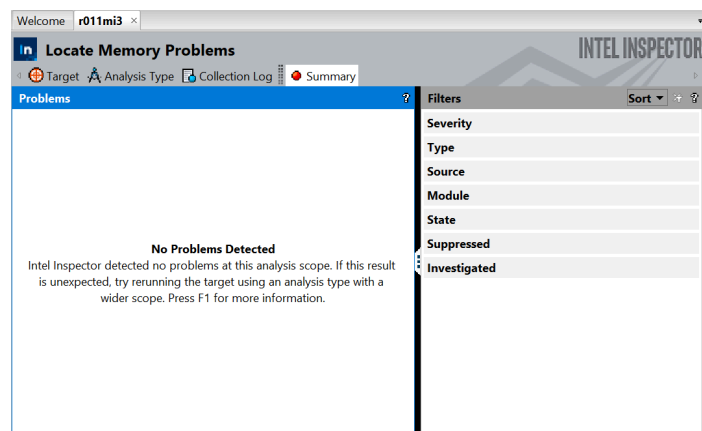 Welcome r011mi3 ×
In Locate Memory Problems INTEL INSPECTOR
Target Analysis Type Collection Log Summary
Problems ?
Filters Sort ?
Severity
Type
Source
Module
State
Suppressed
Investigated
No Problems Detected
Intel Inspector detected no problems at this analysis scope. If this result
is unexpected, try rerunning the target using an analysis type with a
wider scope. Press F1 for more information.